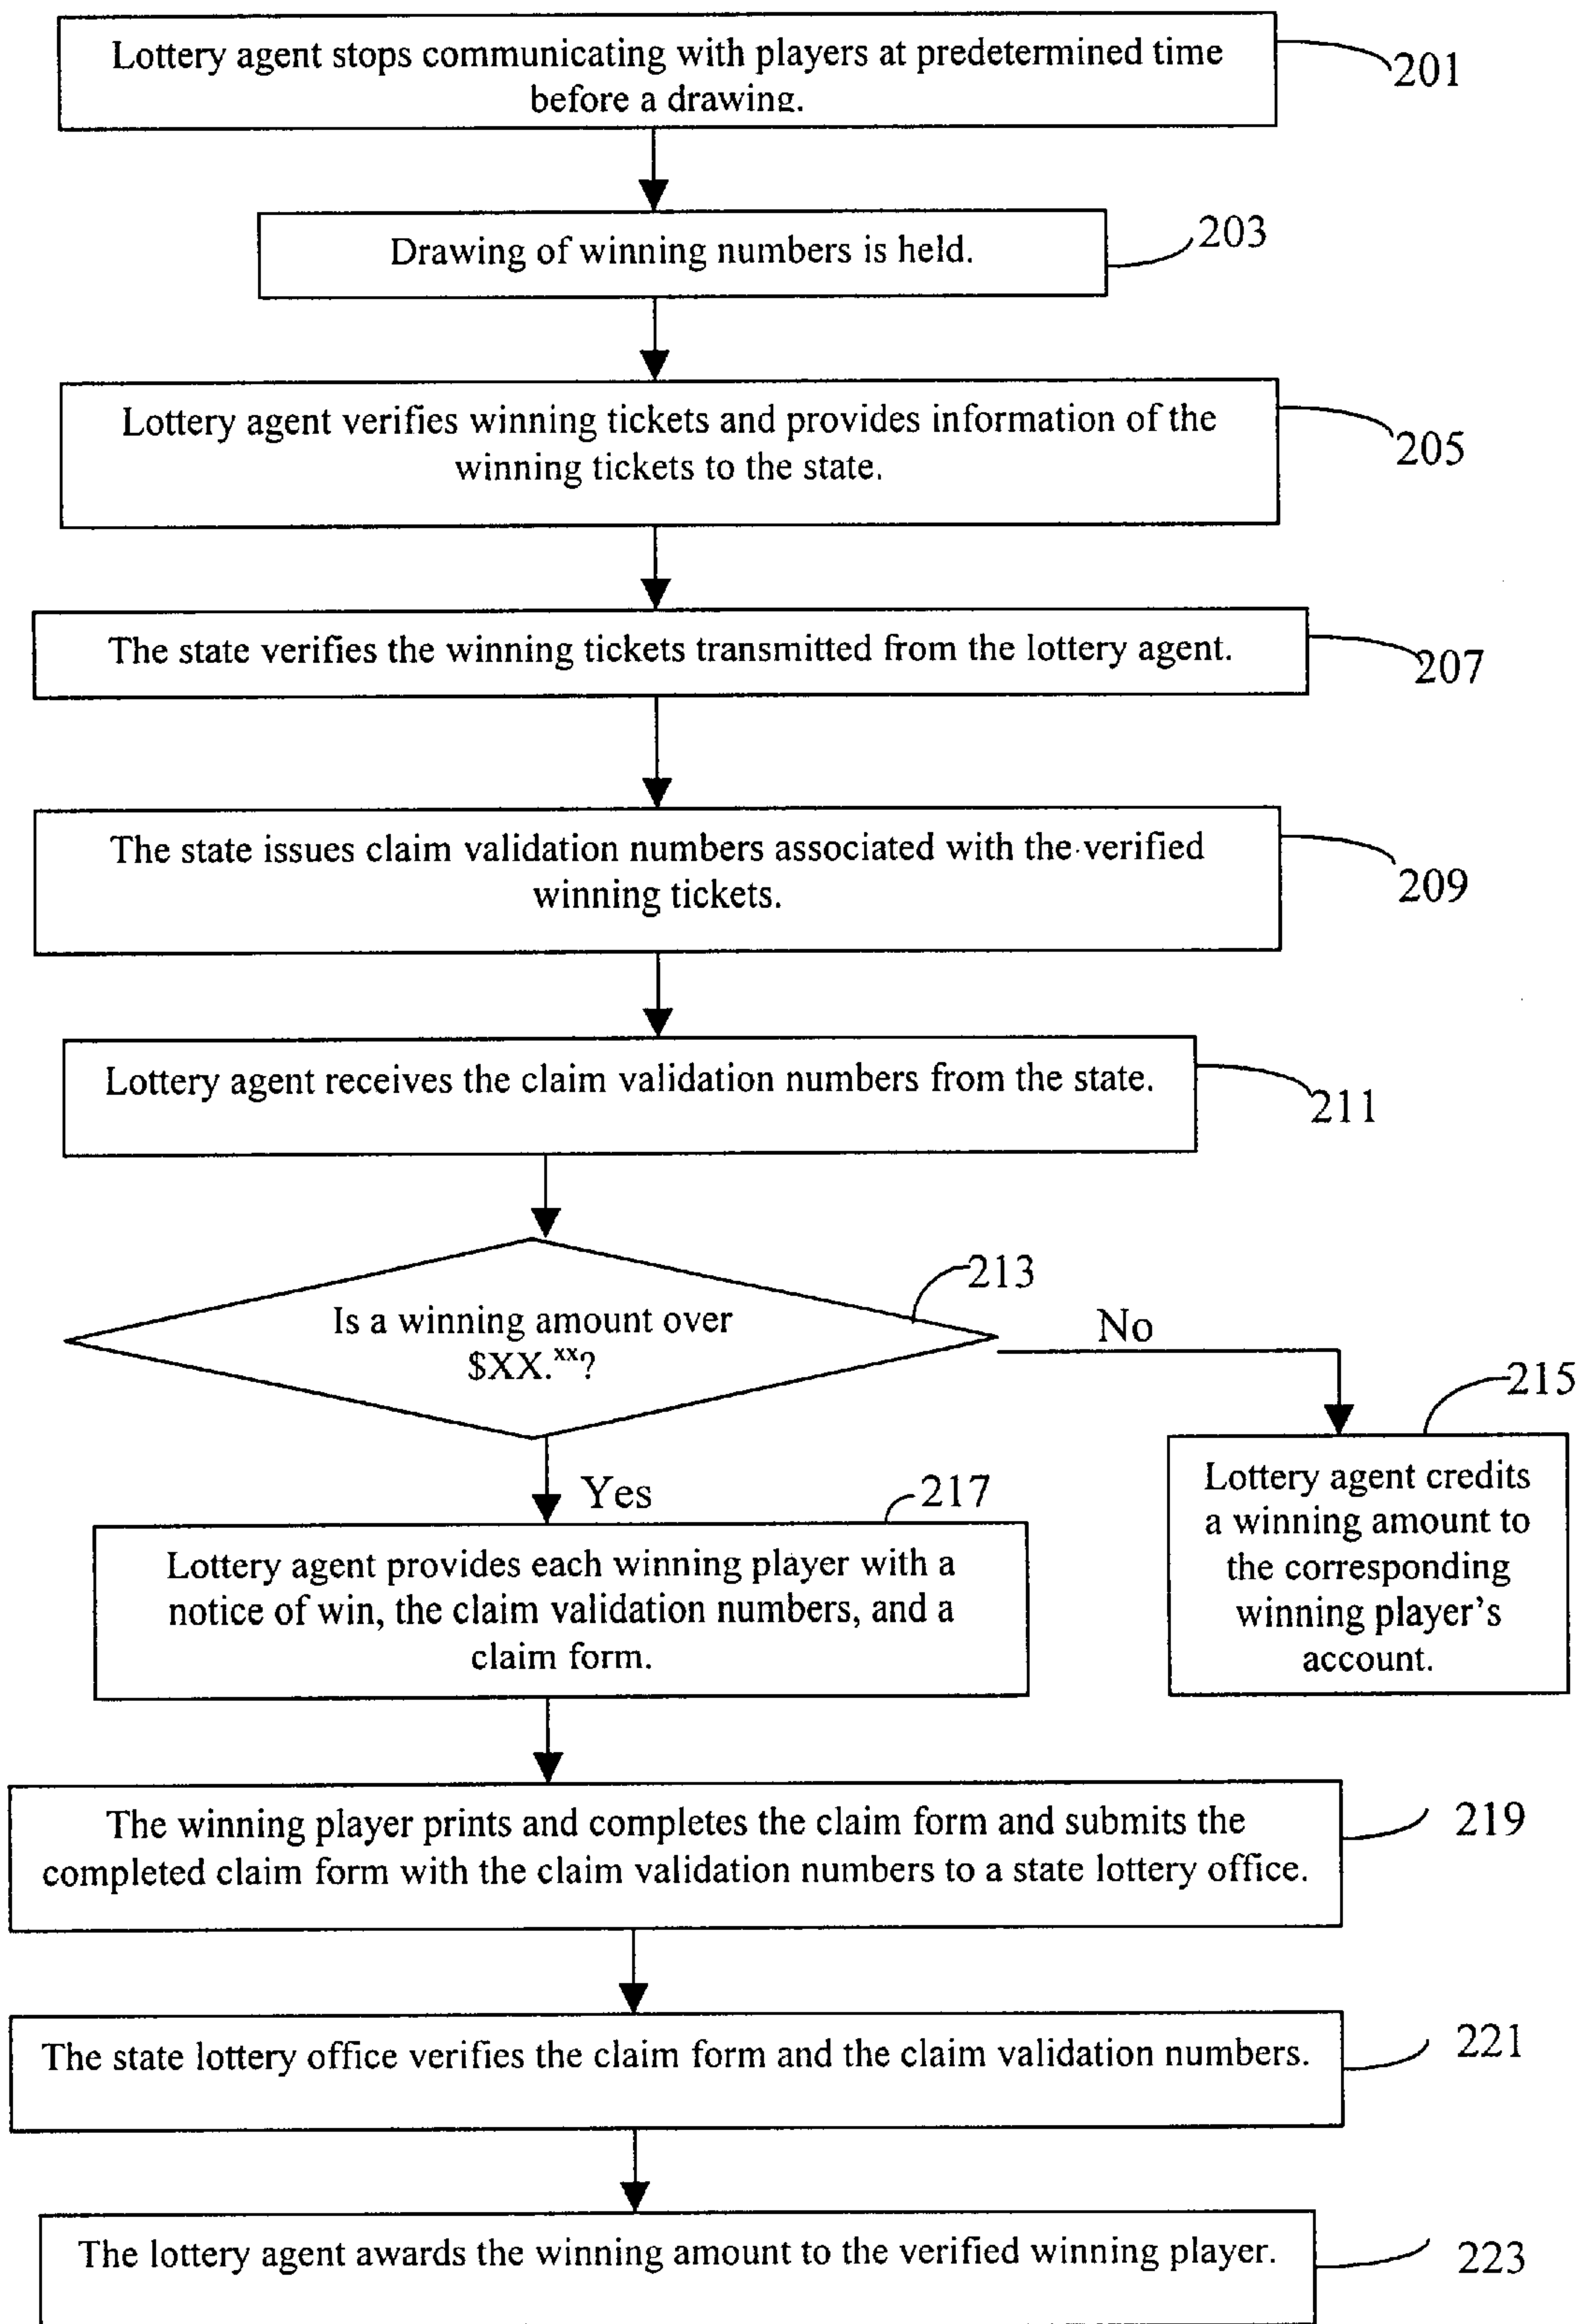 Lottery agent stops communicating with players at predetermined time
before a drawing.
201
Drawing of winning numbers is held.
203
Lottery agent verifies winning tickets and provides information of the
winning tickets to the state.
205
The state verifies the winning tickets transmitted from the lottery agent.
207
The state issues claim validation numbers associated with the verified
winning tickets.
209
Lottery agent receives the claim validation numbers from the state.
211
213
Is a winning amount over
$XX.xx?
No
215
Lottery agent credits
a winning amount to
the corresponding
winning player's
account.
Yes
217
Lottery agent provides each winning player with a
notice of win, the claim validation numbers, and a
claim form.
The winning player prints and completes the claim form and submits the
completed claim form with the claim validation numbers to a state lottery office.
219
The state lottery office verifies the claim form and the claim validation numbers.
221
The lottery agent awards the winning amount to the verified winning player.
223